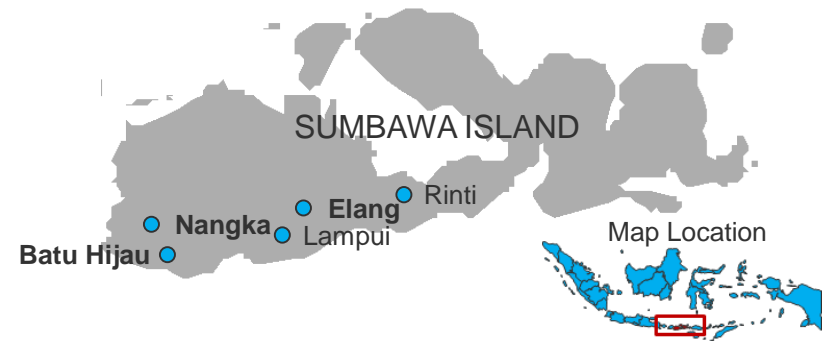 SUMBAWA ISLAND
Rinti
Elang
Nangka
Lampui
Batu Hijau
Map Location